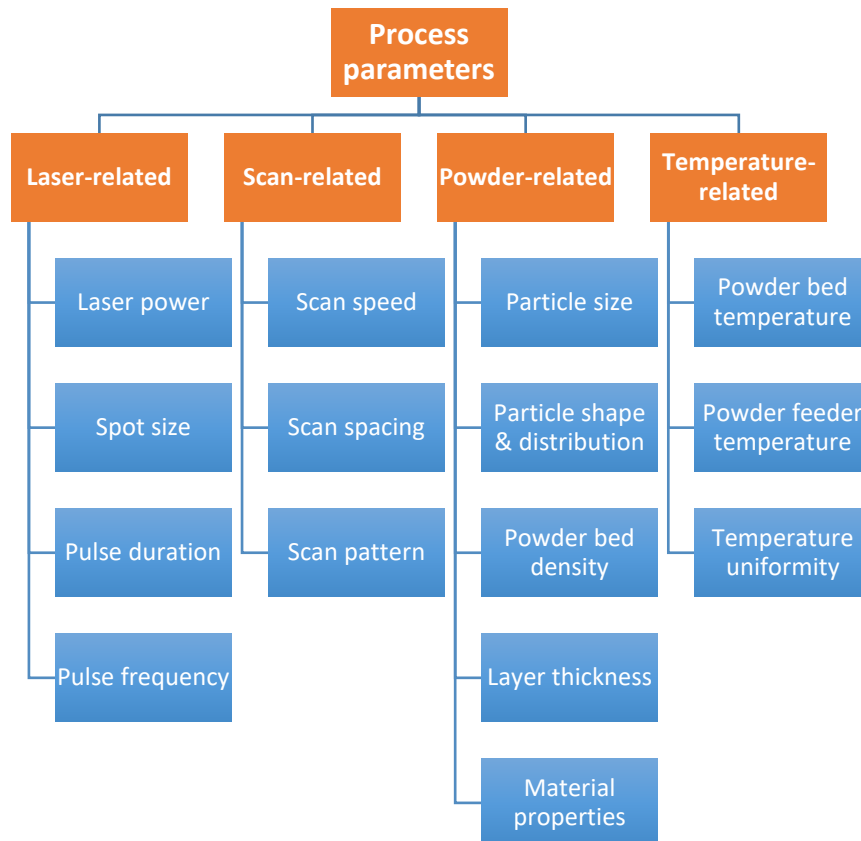 Process
parameters
Laser-related
Scan-related
Powder-related
Temperature-
related
Laser power
Spot size
Pulse duration
Pulse frequency
Scan speed
Scan spacing
Scan pattern
Particle size
Particle shape
& distribution
Powder bed
density
Layer thickness
Material
properties
Powder bed
temperature
Powder feeder
temperature
Temperature
uniformity